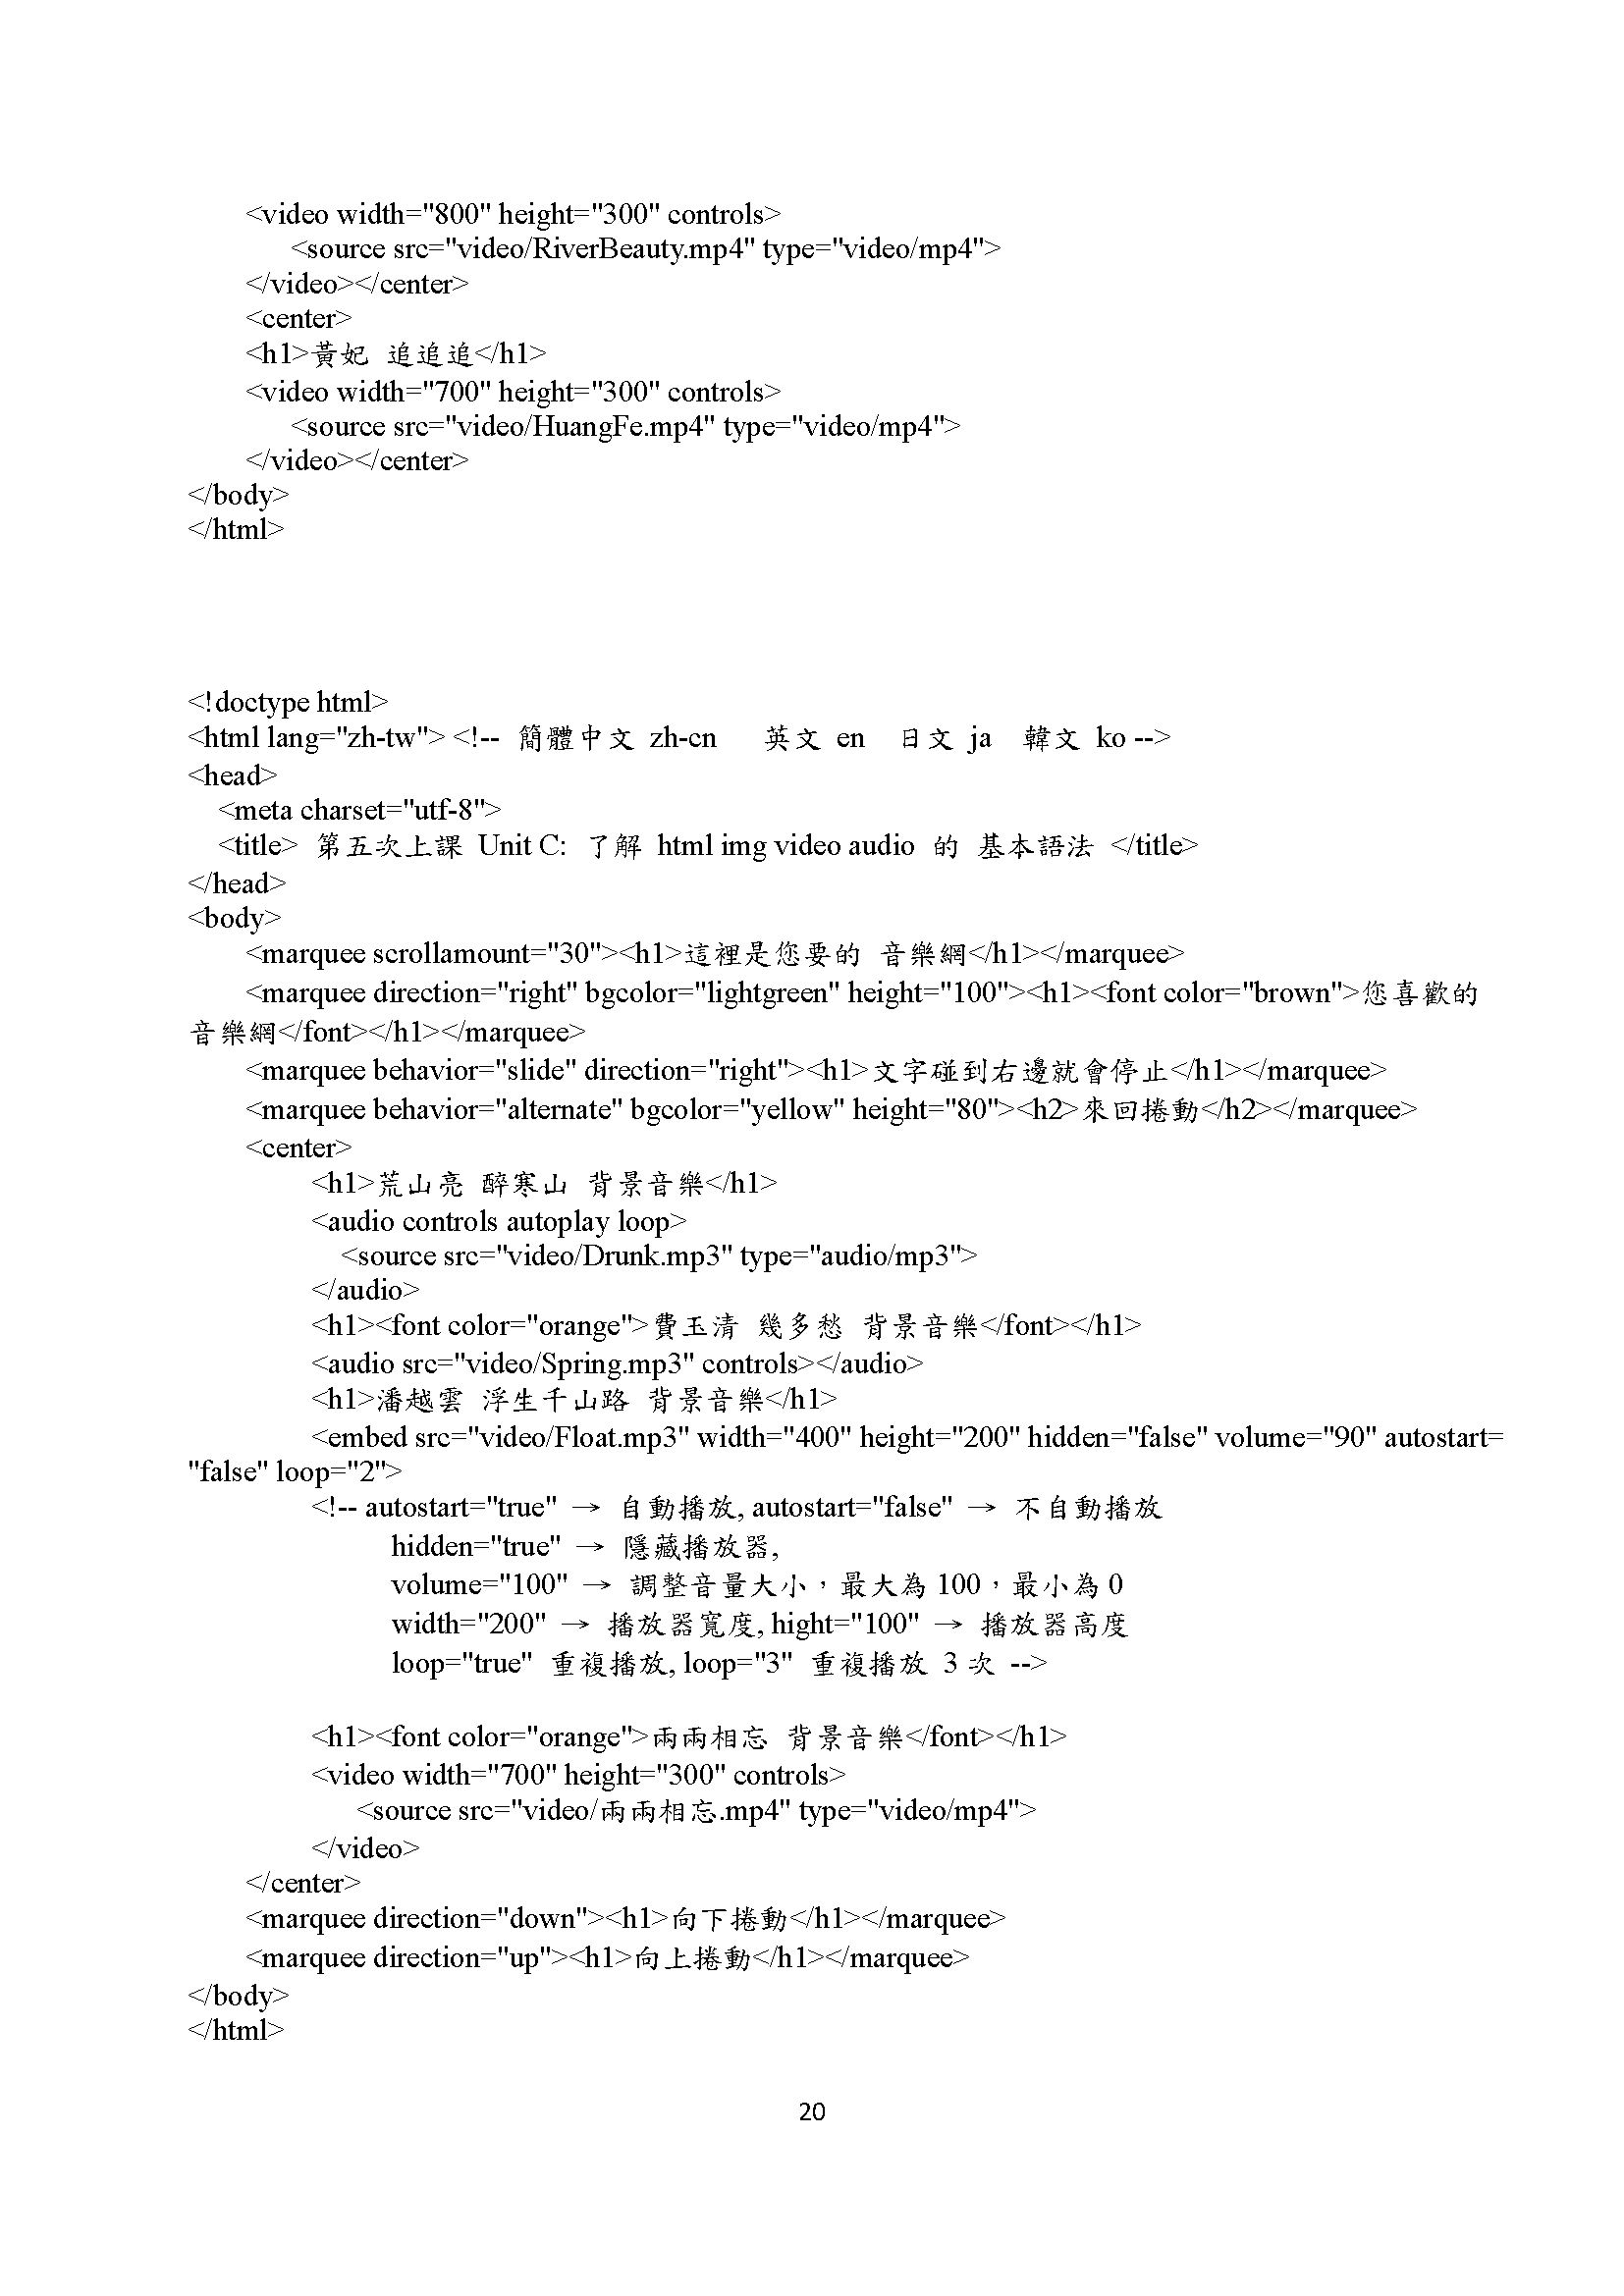 <video width="800" height="300" controls>
<source src="video/RiverBeauty.mp4" type="video/mp4">
</video></center>
<center>
<h1>黃妃 追追追</h1>
<video width="700" height="300" controls>
<source src="video/HuangFe.mp4" type="video/mp4">
</video></center>
</body>
</html>
<!doctype html>
<html lang="zh-tw"> <!-- 簡體中文 zh-cn 英文 en 日文 ja 韓文 ko -->
<head>
<meta charset="utf-8">
<title> 第五次上課 Unit C: 了解 html img video audio 的 基本語法 </title>
</head>
<body>
<marquee scrollamount="30"><h1>這裡是您要的 音樂網</h1></marquee>
<marquee direction="right" bgcolor="lightgreen" height="100"><h1><font color="brown">您喜歡的
音樂網</font></h1></marquee>
<marquee behavior="slide" direction="right"><h1>文字碰到右邊就會停止</h1></marquee>
<marquee behavior="alternate" bgcolor="yellow" height="80"><h2>來回捲動</h2></marquee>
<center>
<h1>荒山亮 醉寒山 背景音樂</h1>
<audio controls autoplay loop>
<source src="video/Drunk.mp3" type="audio/mp3">
</audio>
<h1><font color="orange">費玉清 幾多愁 背景音樂</font></h1>
<audio src="video/Spring.mp3" controls></audio>
<h1>潘越雲 浮生千山路 背景音樂</h1>
<embed src="video/Float.mp3" width="400" height="200" hidden="false" volume="90" autostart=
"false" loop="2">
<!-- autostart="true" → 自動播放, autostart="false" → 不自動播放
hidden="true" → 隱藏播放器,
volume="100" → 調整音量大小，最大為 100，最小為 0
width="200" → 播放器寬度, hight="100" → 播放器高度
loop="true" 重複播放, loop="3" 重複播放 3 次 -->
<h1><font color="orange">兩兩相忘 背景音樂</font></h1>
<video width="700" height="300" controls>
<source src="video/兩兩相忘.mp4" type="video/mp4">
</video>
</center>
<marquee direction="down"><h1>向下捲動</h1></marquee>
<marquee direction="up"><h1>向上捲動</h1></marquee>
</body>
</html>
20